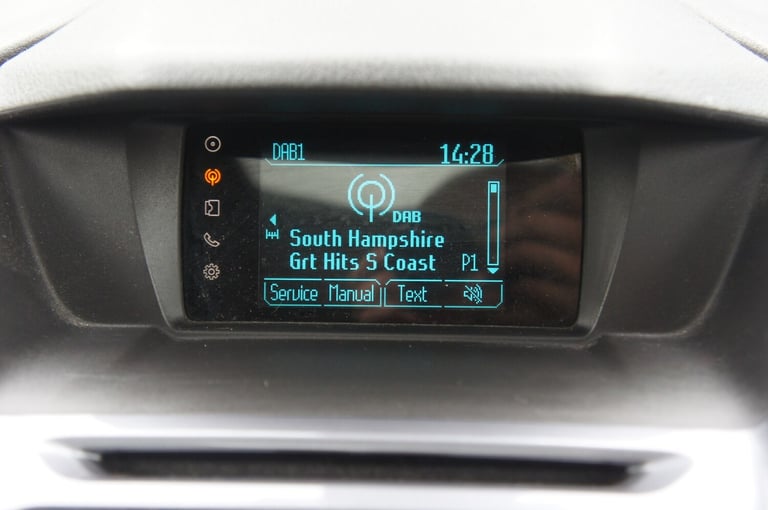 DAB1 14:28
DAB
South Hampshire
Grt Hits S Coast P1
Service Manual Text